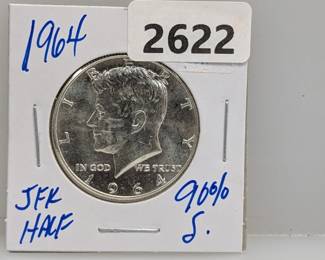 1964
2622
LIBERTY
IN GOD WE TRUST
1964
JFK
HALF
90%
S.